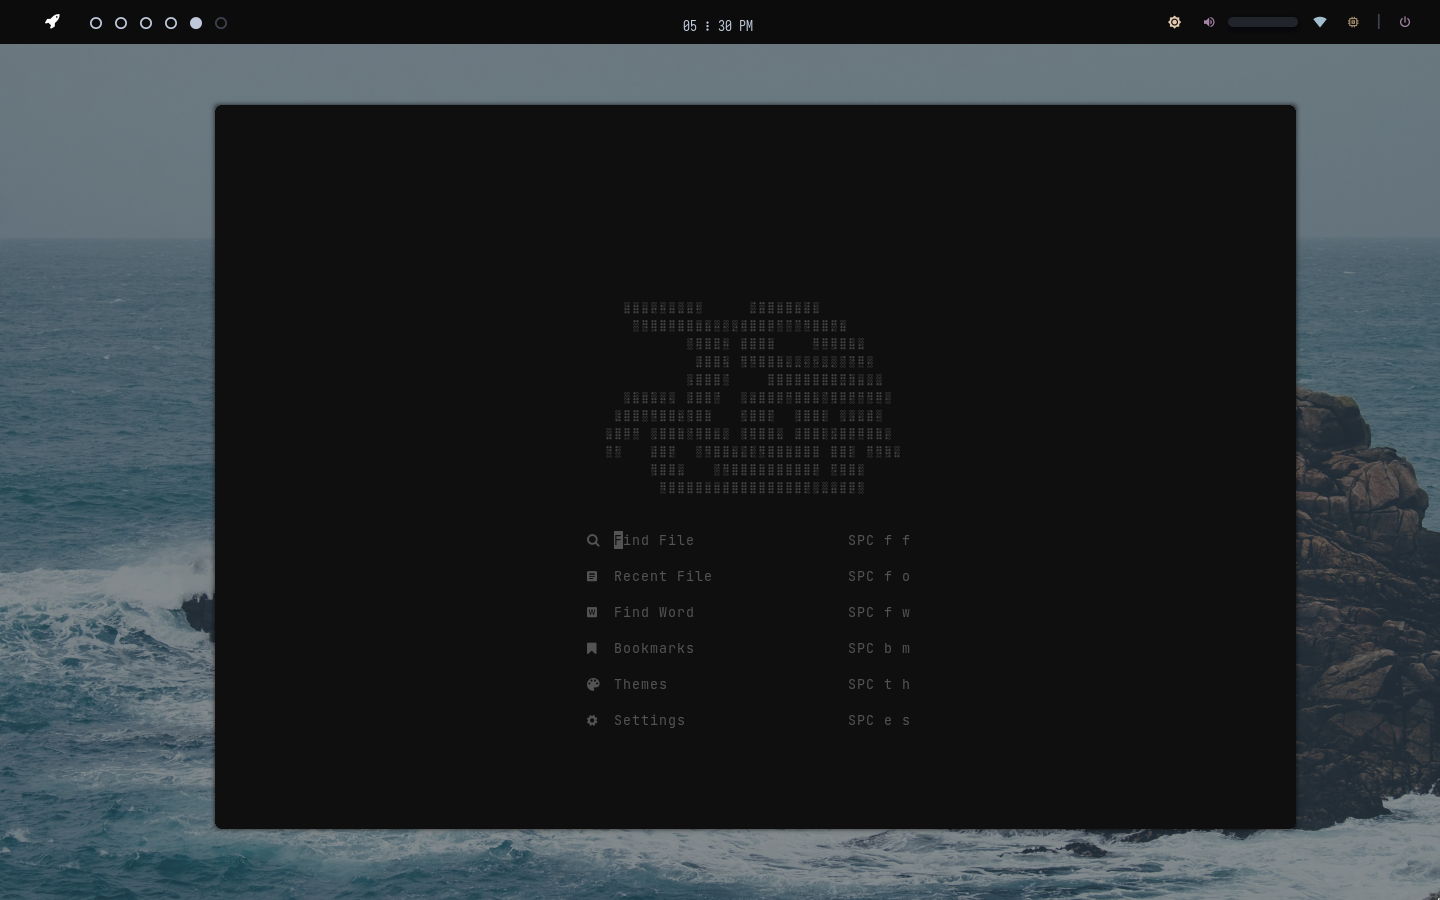 05 : 30 PM
Find File SPC f f
Recent File SPC f o
Find Word SPC f w
Bookmarks SPC b m
Themes SPC t h
Settings SPC e s